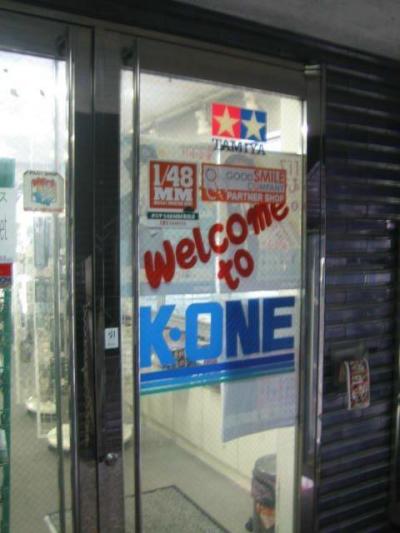 TAMIYA
1/48
MM
GOOD SMILE
COMPANY
PARTNER SHOP
Welcome
to
K·ONE